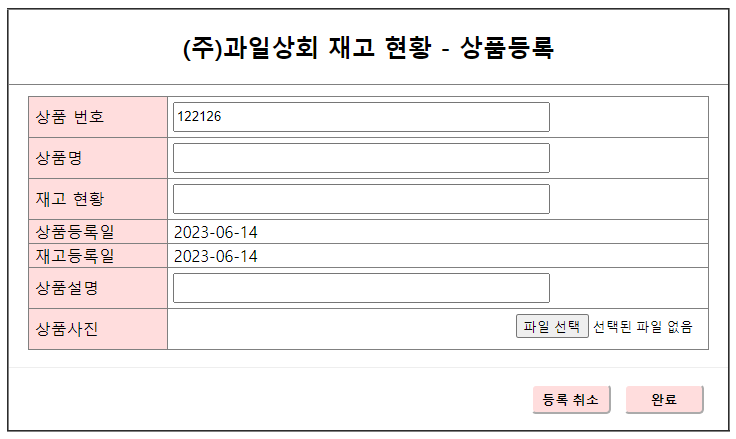 (주)과일상회 재고 현황 - 상품등록
상품 번호 122126
상품명
재고 현황
상품등록일 2023-06-14
재고등록일 2023-06-14
상품설명
상품사진 파일 선택 선택된 파일 없음
등록 취소 완료